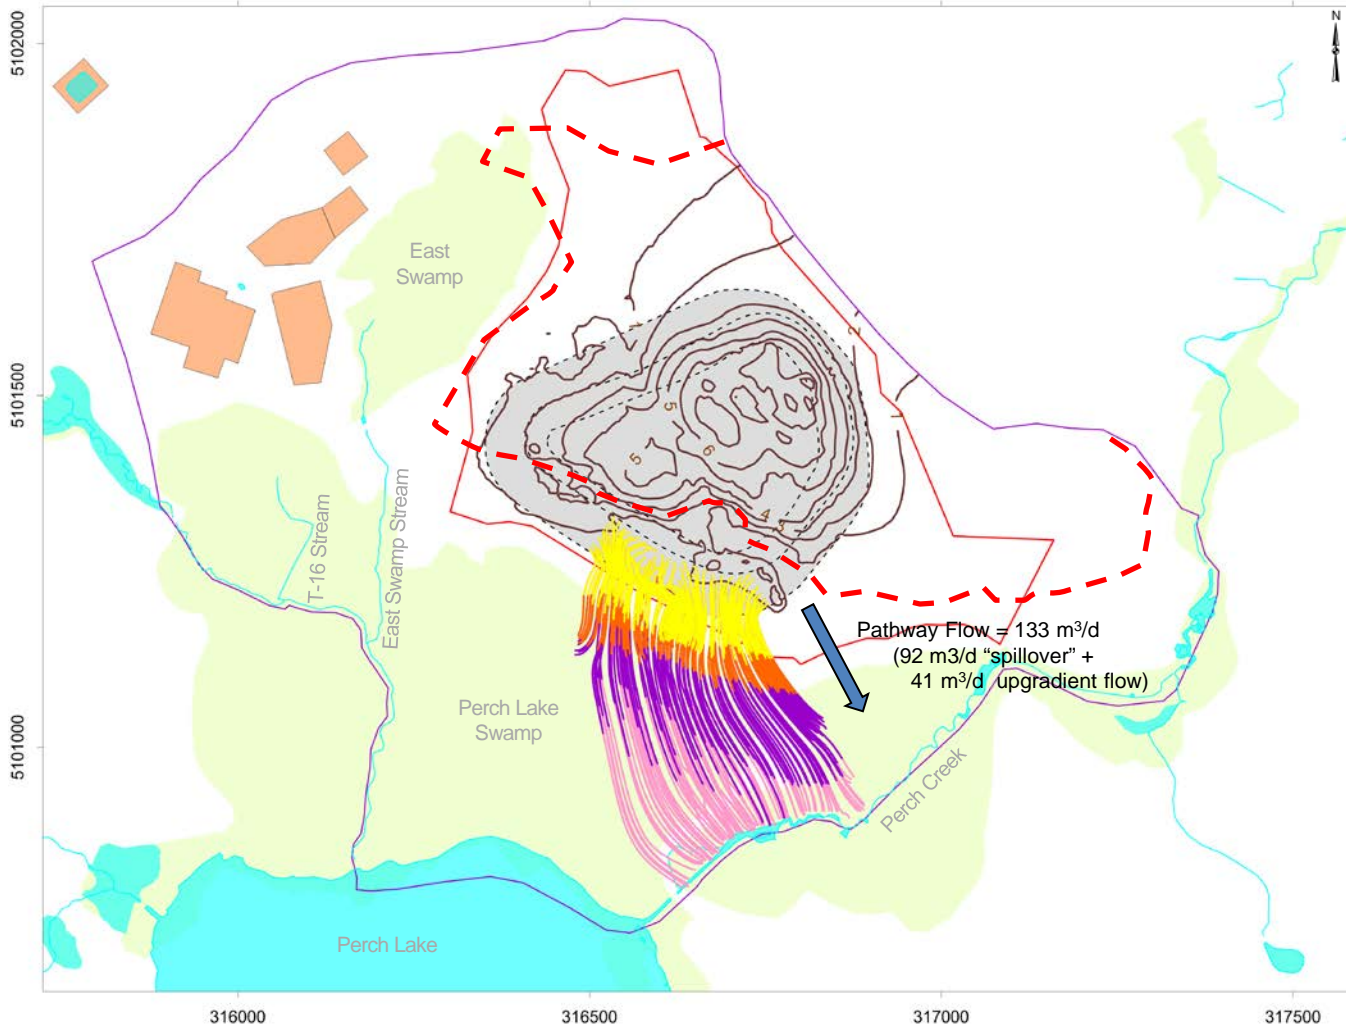 N
5102000
East
Swamp
1
2
5101500
5
1
6
5
4
3
T-16 Stream
East Swamp Stream
Pathway Flow = 133 m³/d
(92 m3/d “spillover” +
41 m³/d upgradient flow)
Perch Lake
Swamp
5101000
Perch Creek
Perch Lake
316000
316500
317000
317500